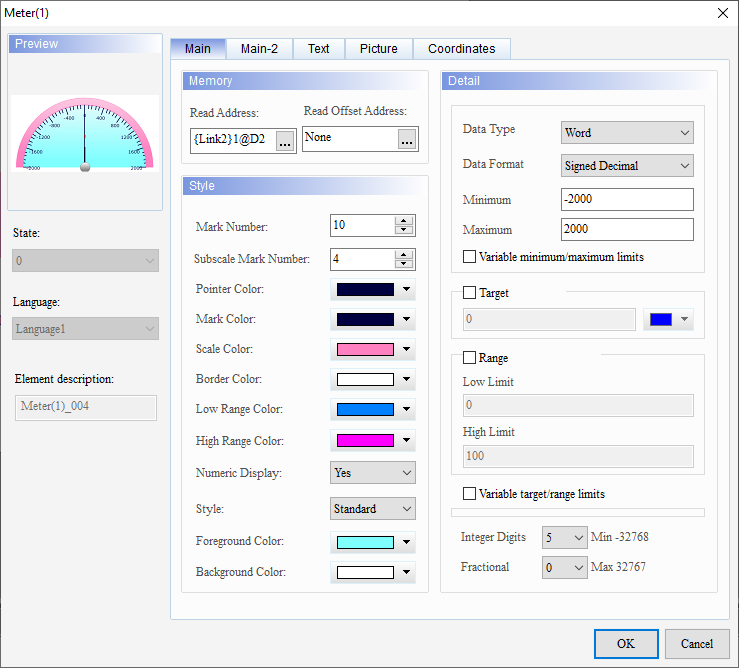 Meter(1)
Preview
-400 400
-800 800
-1200 1200
-1600 1600
-2000 2000
State:
0
Language:
Language1
Element description:
Meter(1)_004
Main Main-2 Text Picture Coordinates
Memory
Read Address: Read Offset Address:
{Link2}1@D2 ... None ...
Style
Mark Number: 10
Subscale Mark Number: 4
Pointer Color:
Mark Color:
Scale Color:
Border Color:
Low Range Color:
High Range Color:
Numeric Display: Yes
Style: Standard
Foreground Color:
Background Color:
Detail
Data Type Word
Data Format Signed Decimal
Minimum -2000
Maximum 2000
Variable minimum/maximum limits
Target
0
Range
Low Limit
0
High Limit
100
Variable target/range limits
Integer Digits 5 Min -32768
Fractional 0 Max 32767
OK Cancel